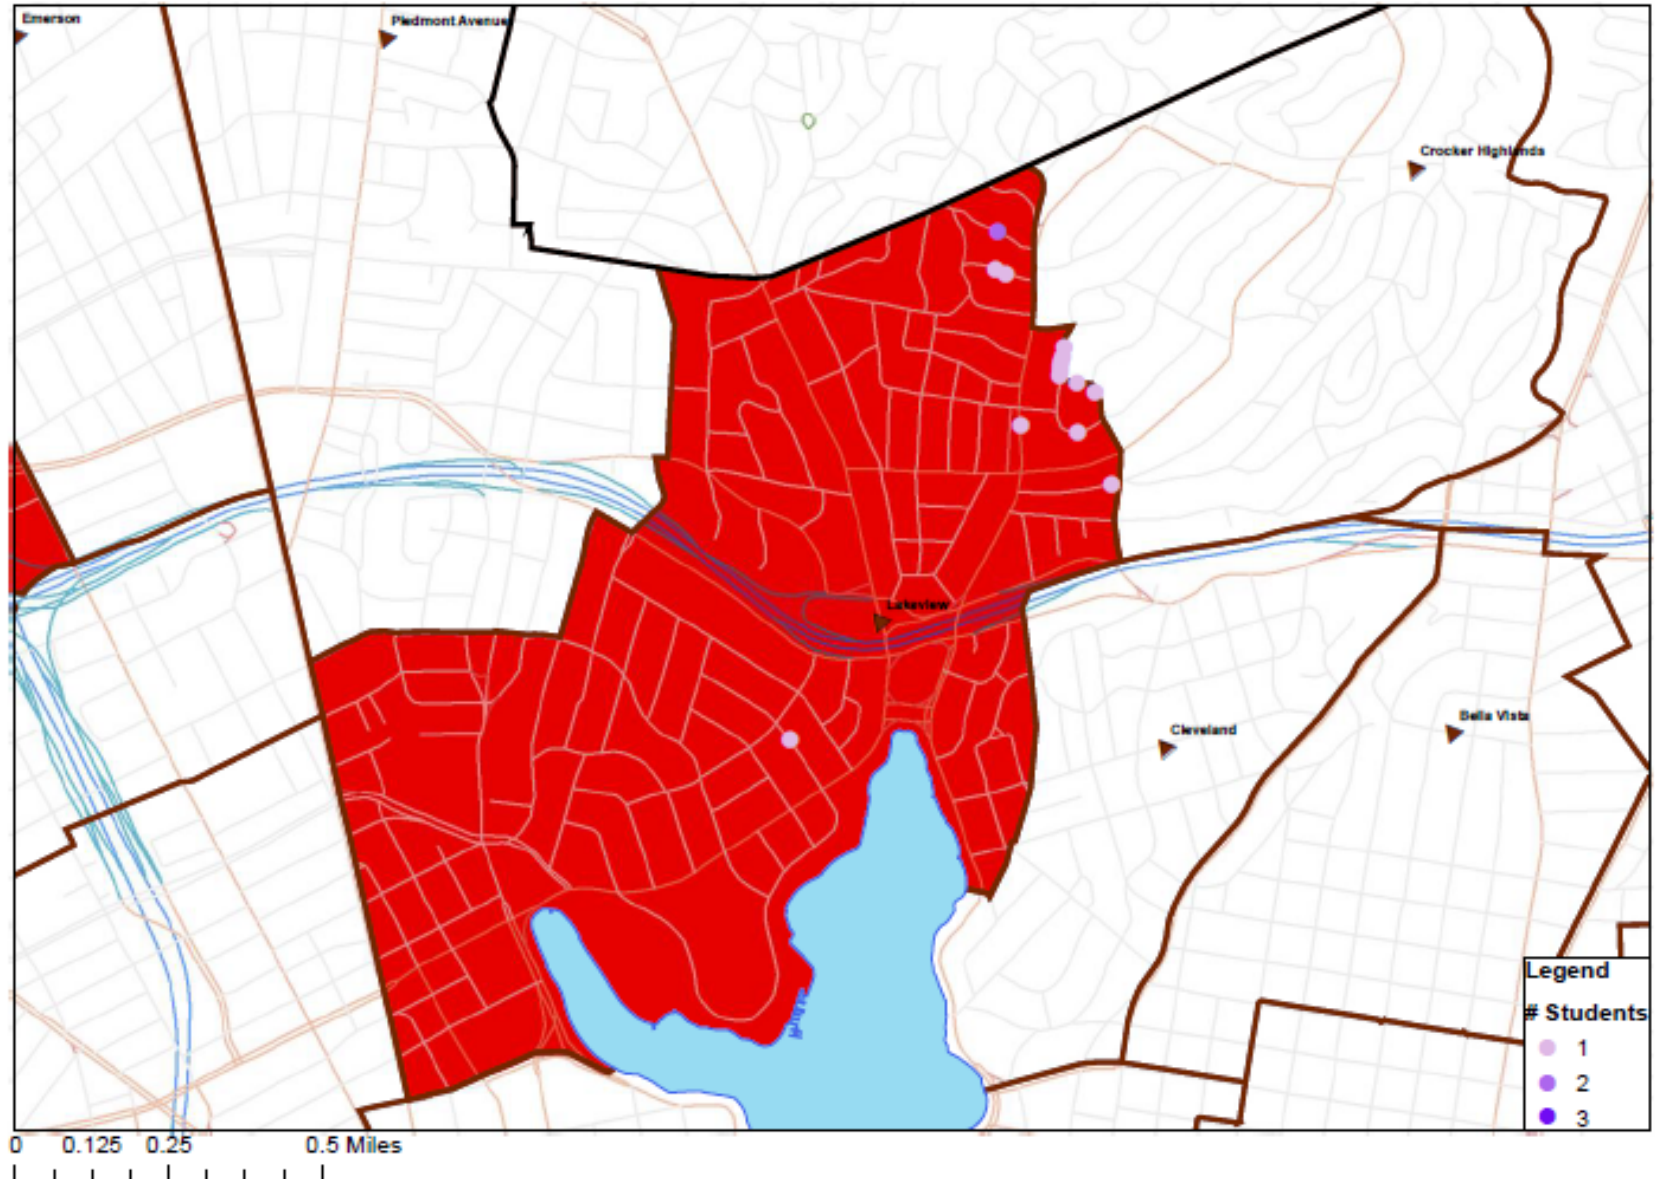 Emerson
Piedmont Avenue
Crocker Highlands
Lakeview
Cleveland
Bella Vista
Legend
# Students
1
2
3
0 0.125 0.25 0.5 Miles